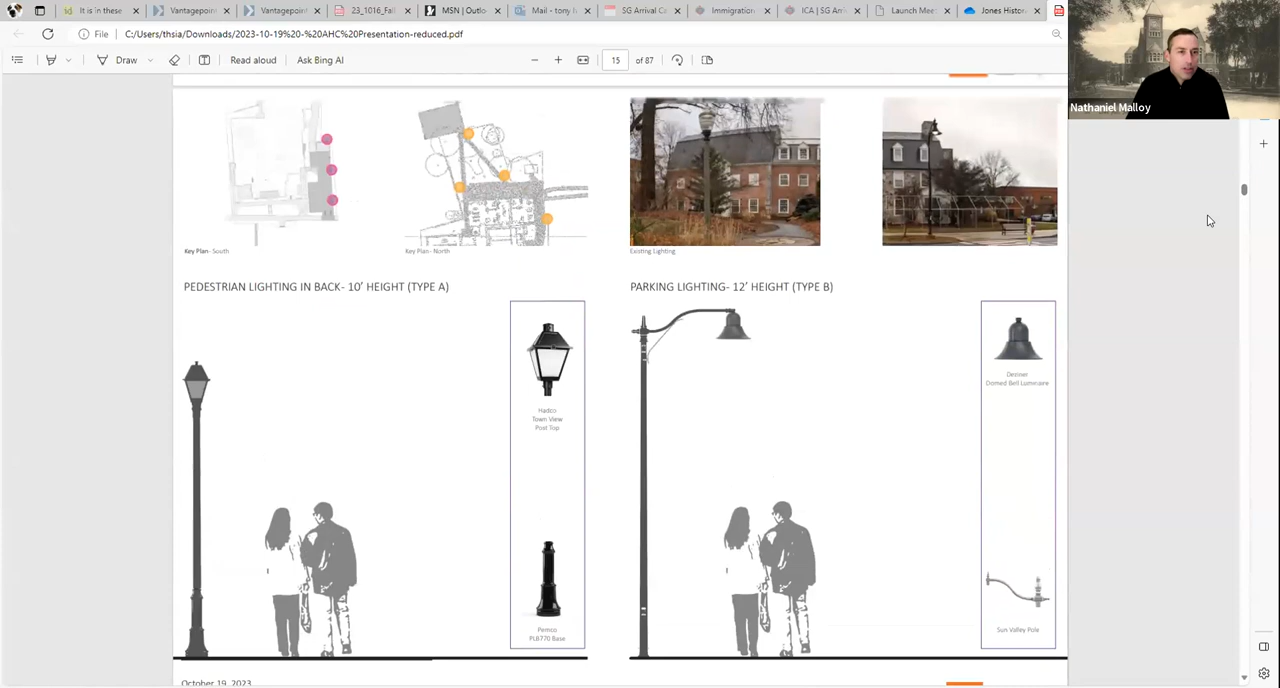 It is in these
Vantagepoint
Vantagepoint
23_1016_Fall
MSN | Outlo
Mail - tony
SG Arrival Ca
Immigration
ICA | SG Arri
Launch Mee
Jones Histor
File
C:/Users/thsia/Downloads/2023-10-19%20-%20AHC%20Presentation-reduced.pdf
Draw
Read aloud
Ask Bing AI
15
of 87
Nathaniel Malloy
Key Plan- South
Key Plan - North
Existing Lighting
PEDESTRIAN LIGHTING IN BACK- 10' HEIGHT (TYPE A)
PARKING LIGHTING- 12' HEIGHT (TYPE B)
Hadco
Town View
Post Top
Domed Bell Luminaire
Pemco
PLB770 Base
Sun Valley Pole
October 19, 2023